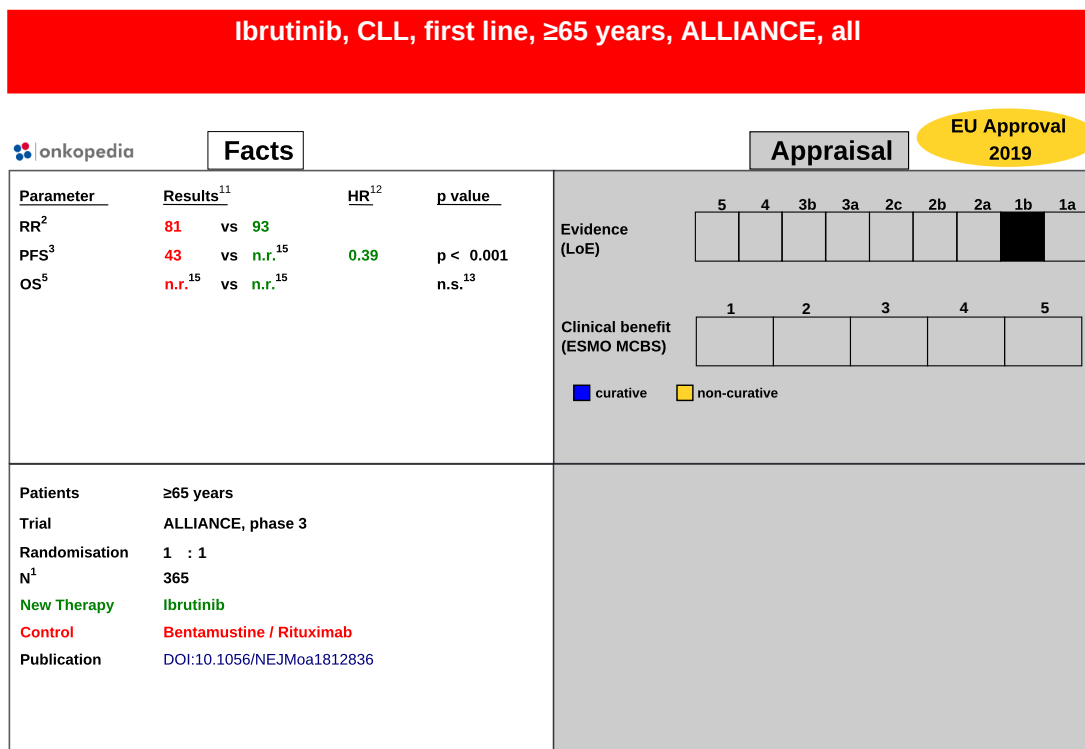 Ibrutinib, CLL, first line, ≥65 years, ALLIANCE, all
onkopedia
Facts
Appraisal
EU Approval
2019
Parameter Results11 HR12 p value
RR2 81 vs 93
PFS3 43 vs n.r.15 0.39 p < 0.001
OS5 n.r.15 vs n.r.15 n.s.13
5 4 3b 3a 2c 2b 2a 1b 1a
Evidence
(LoE)
1 2 3 4 5
Clinical benefit
(ESMO MCBS)
curative non-curative
Patients ≥65 years
Trial ALLIANCE, phase 3
Randomisation 1 : 1
N1 365
New Therapy Ibrutinib
Control Bentamustine / Rituximab
Publication DOI:10.1056/NEJMoa1812836